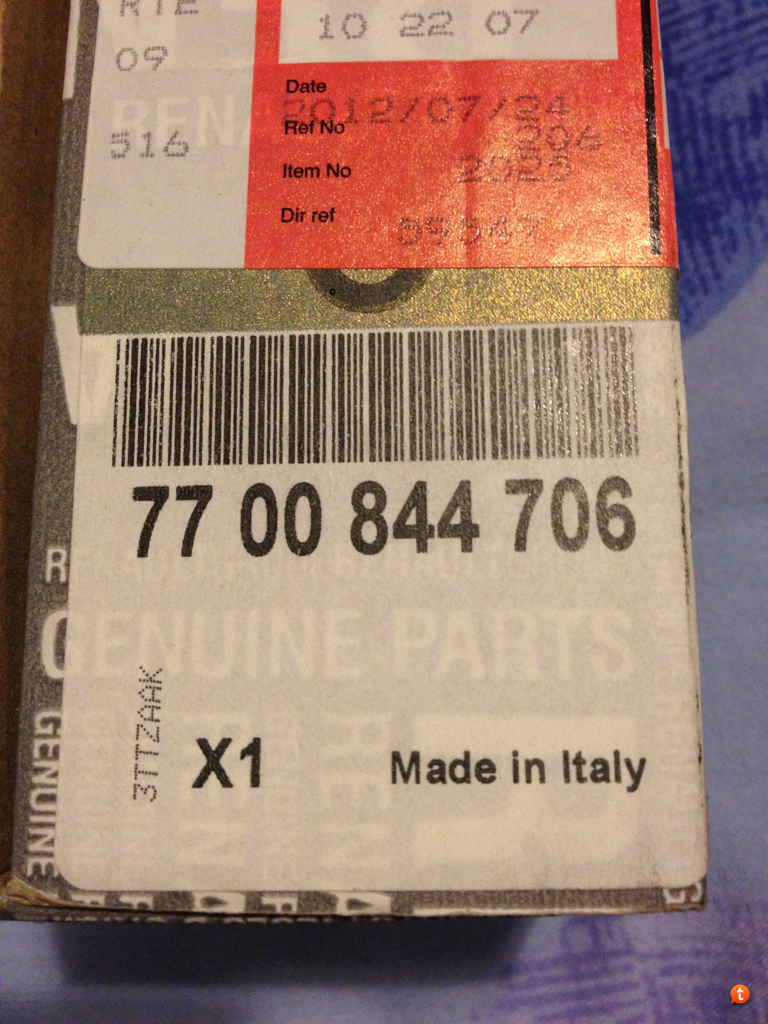 RTE
10 22 07
09
Date
2012/07/24
Ref No
516
Item No
Dir ref
77 00 844 706
GENUINE PARTS
3TTZAAK
X1
Made in Italy
GENUINE